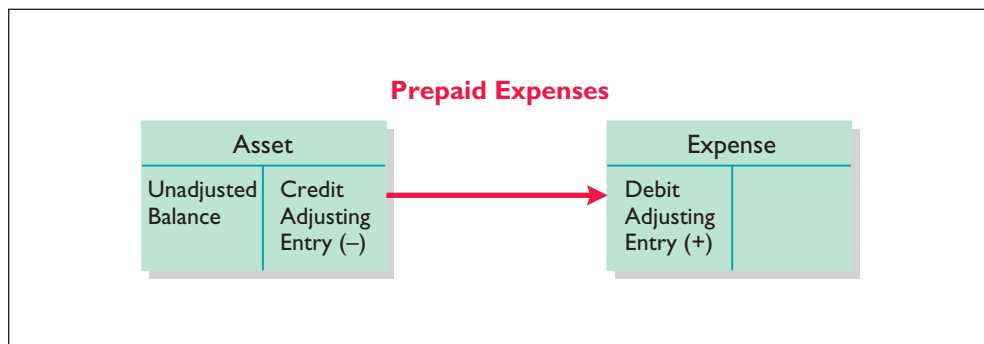 Prepaid Expenses
Asset
Unadjusted
Balance
Credit
Adjusting
Entry (–)
Expense
Debit
Adjusting
Entry (+)